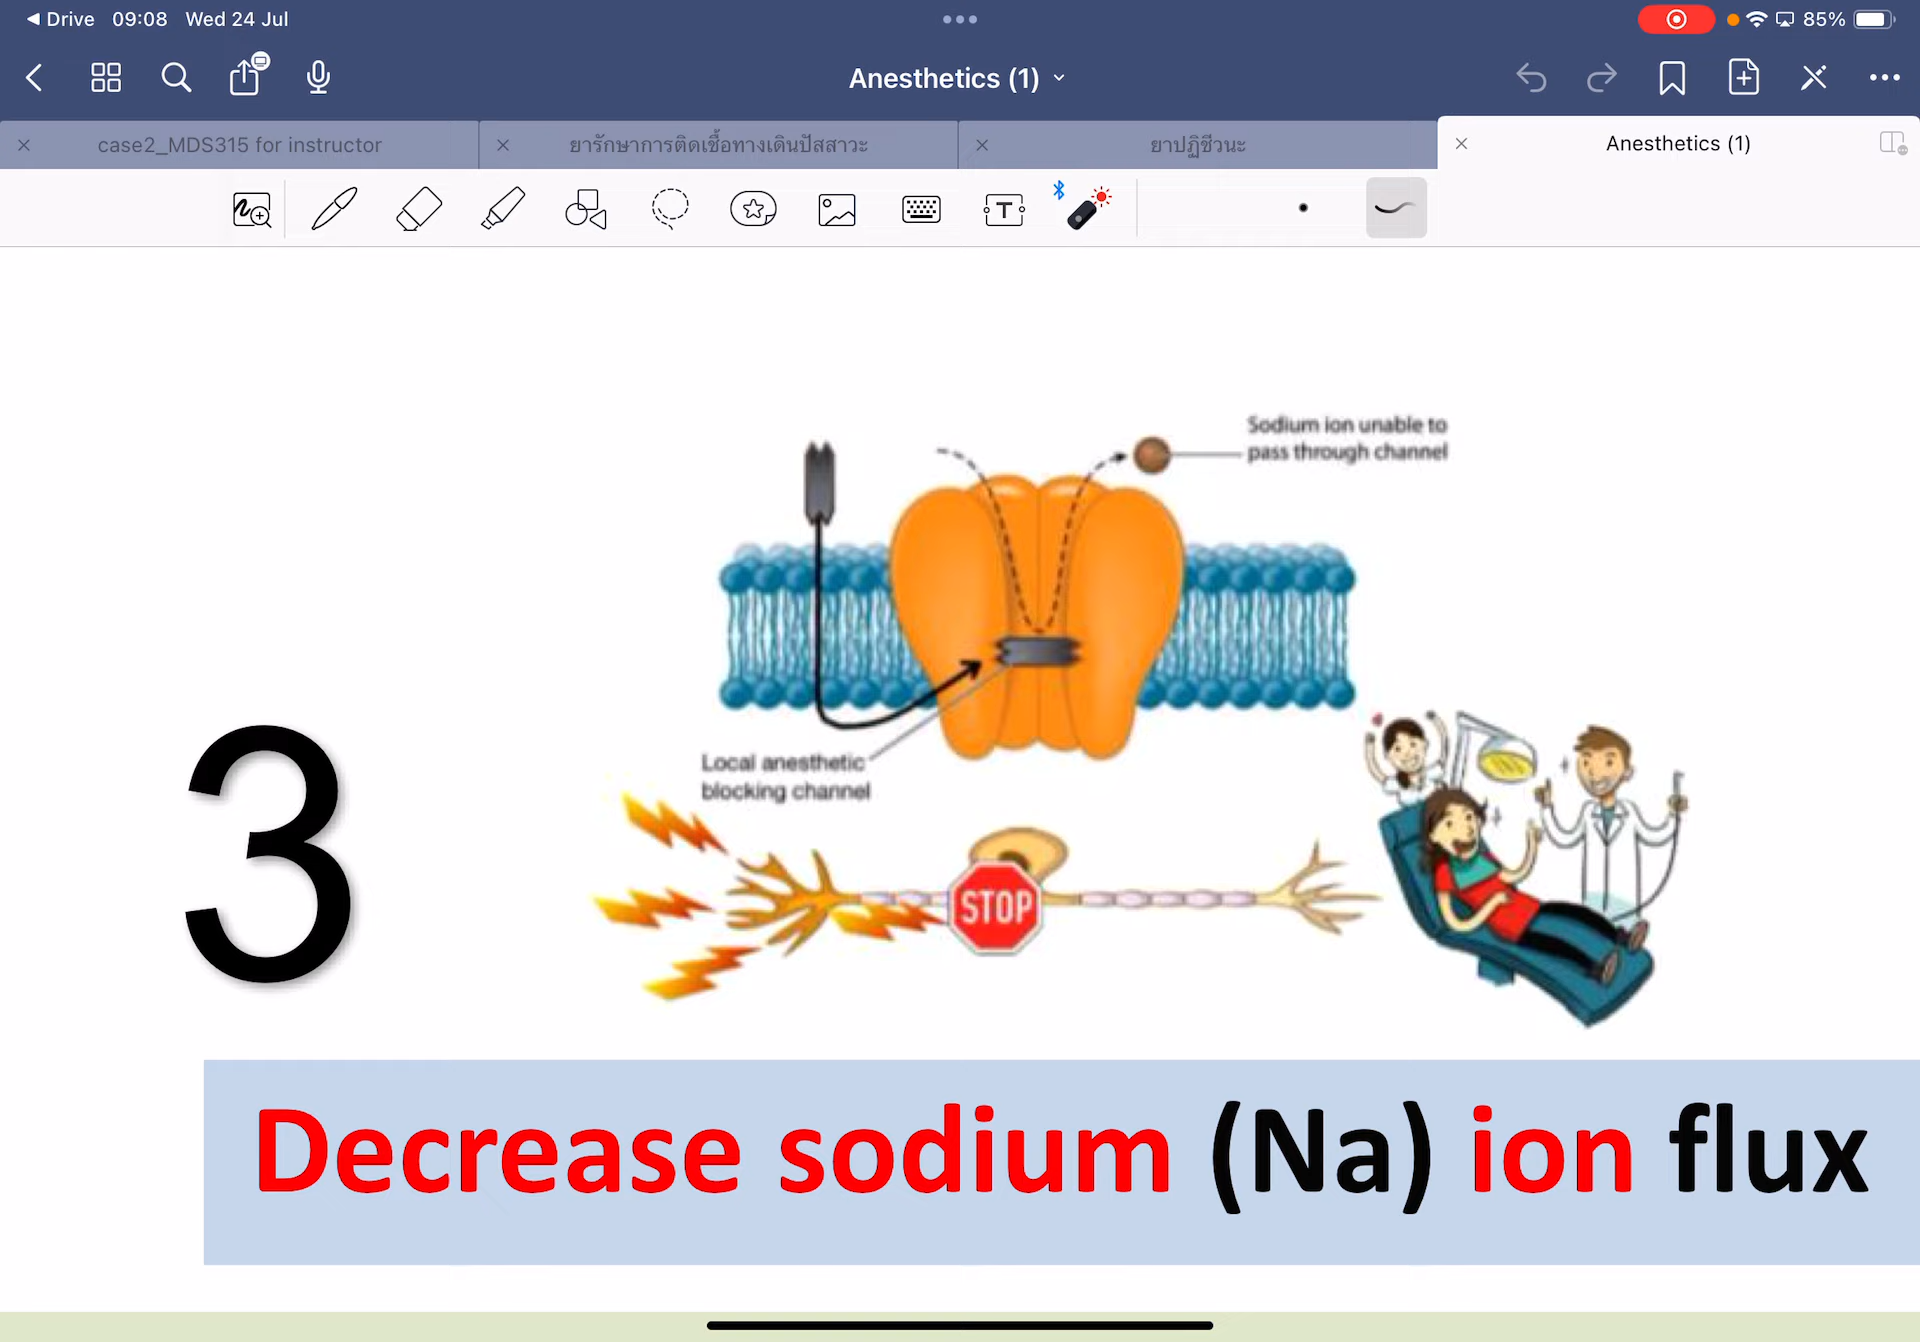 Drive 09:08 Wed 24 Jul
85%
Anesthetics (1)
case2_MDS315 for instructor
ยารักษาการติดเชื้อทางเดินปัสสาวะ
ยาปฏิชีวนะ
Anesthetics (1)
T
Sodium ion unable to
pass through channel
Local anesthetic
blocking channel
3
STOP
Decrease sodium (Na) ion flux